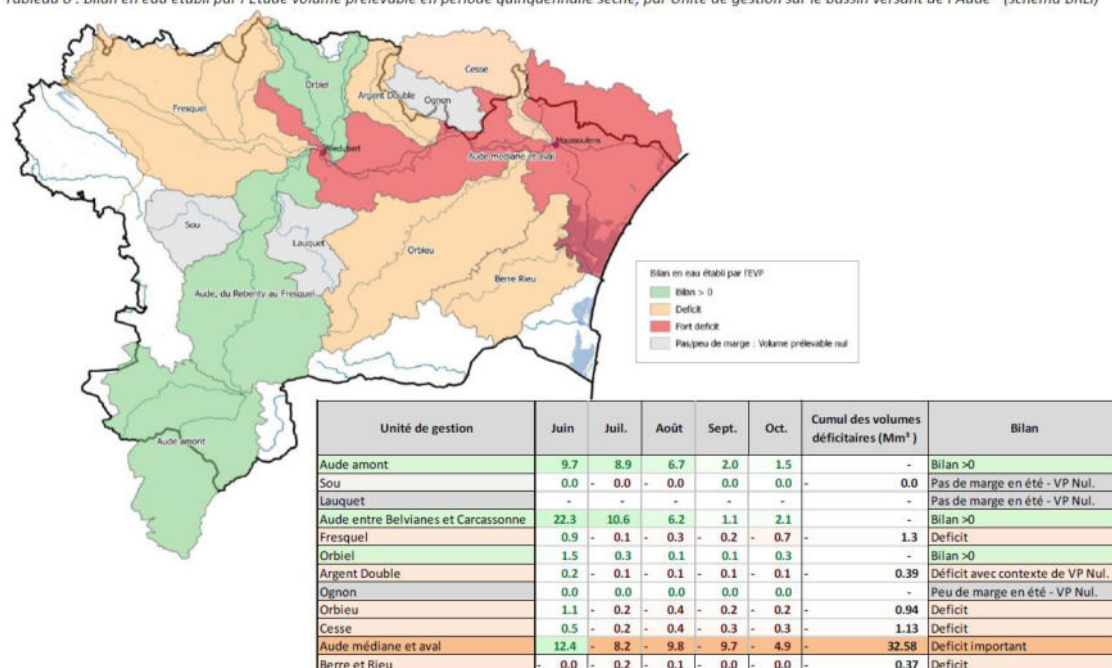 Tableau 8 : Bilan en eau établi par l'Etude volume prélevable en période quinquennale sèche, par Unité de gestion sur le bassin versant de l'Aude (schéma BRLi)
Cesse
Orbiel
Argent Double
Ognon
Fresquel
Moussoulens
Aude médiane et aval
Sou
Lauquet
Orbieu
Berre Rieu
Aude, du Rebenty au Fresquel
Aude amont
Bilan en eau établi par l'EVP
Bilan > 0
Deficit
Fort deficit
Pas/peu de marge : Volume prélevable nul
Unité de gestion Juin Juil. Août Sept. Oct. Cumul des volumes déficitaires (Mm³ ) Bilan
Aude amont 9.7 8.9 6.7 2.0 1.5 - Bilan >0
Sou 0.0 - 0.0 - 0.0 0.0 0.0 - 0.0 Pas de marge en été - VP Nul.
Lauquet - - - - - - Pas de marge en été - VP Nul.
Aude entre Belvianes et Carcassonne 22.3 10.6 6.2 1.1 2.1 - Bilan >0
Fresquel 0.9 - 0.1 - 0.3 - 0.2 - 0.7 - 1.3 Deficit
Orbiel 1.5 0.3 0.1 0.1 0.3 - Bilan >0
Argent Double 0.2 - 0.1 - 0.1 - 0.1 - 0.1 - 0.39 Déficit avec contexte de VP Nul.
Ognon 0.0 0.0 0.0 0.0 0.0 - Peu de marge en été - VP Nul.
Orbieu 1.1 - 0.2 - 0.4 - 0.2 - 0.2 - 0.94 Deficit
Cesse 0.5 - 0.2 - 0.4 - 0.3 - 0.3 - 1.13 Deficit
Aude médiane et aval 12.4 - 8.2 - 9.8 - 9.7 - 4.9 - 32.58 Deficit important
Berre et Rieu - 0.0 - 0.2 - 0.1 - 0.0 - 0.0 - 0.37 Deficit